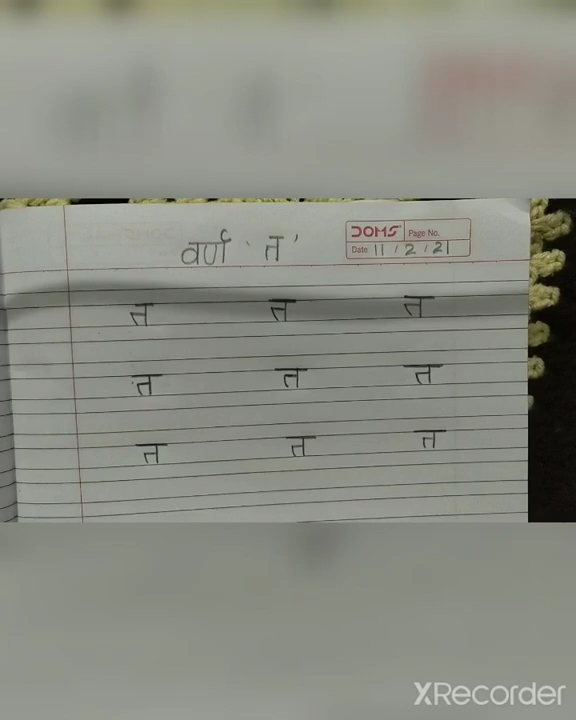 वर्ण 'त'
DOMS Page No.
Date 11 / 2 / 21
त त त
त त त
त त त
XRecorder